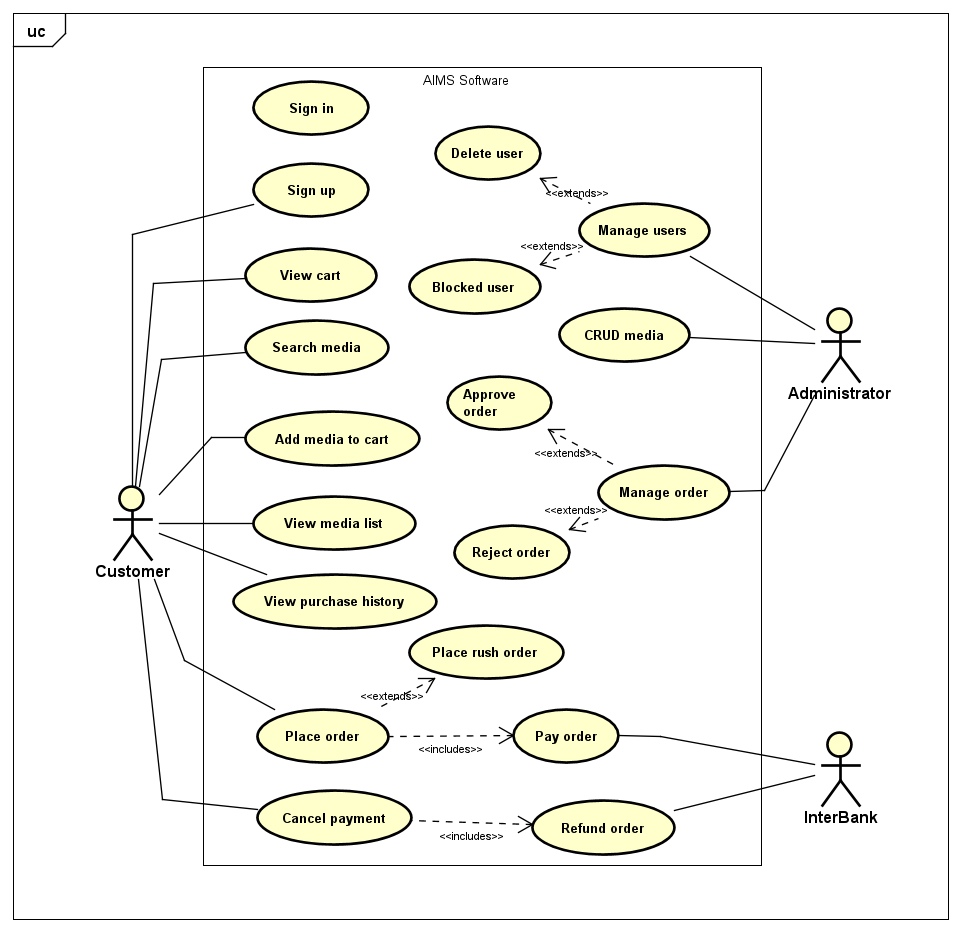 uc
AIMS Software
Sign in
Delete user
Sign up
<<extends>>
Manage users
<<extends>>
View cart
Blocked user
CRUD media
Search media
Administrator
Approve
order
Add media to cart
<<extends>>
Manage order
<<extends>>
View media list
Reject order
Customer
View purchase history
Place rush order
<<extends>>
Place order
Pay order
<<includes>>
InterBank
Cancel payment
Refund order
<<includes>>